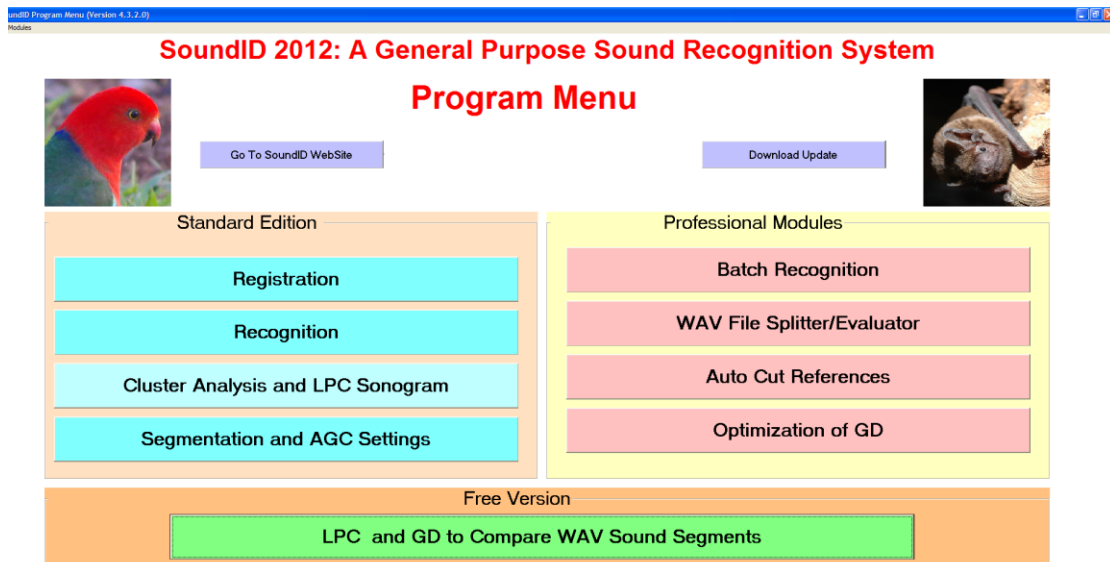 undID Program Menu (Version 4.3.2.0)
Modules
SoundID 2012: A General Purpose Sound Recognition System
Program Menu
Go To SoundID WebSite
Download Update
Standard Edition
Registration
Recognition
Cluster Analysis and LPC Sonogram
Segmentation and AGC Settings
Professional Modules
Batch Recognition
WAV File Splitter/Evaluator
Auto Cut References
Optimization of GD
Free Version
LPC and GD to Compare WAV Sound Segments